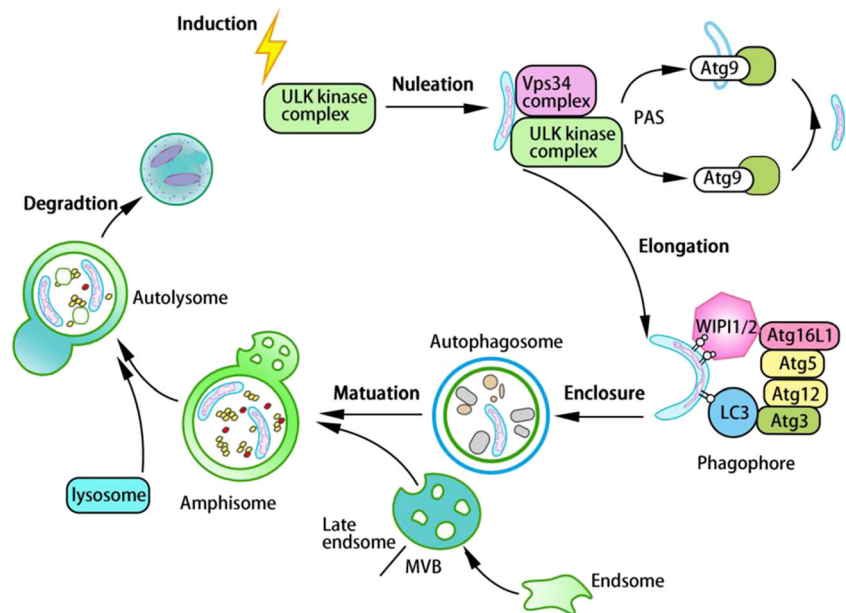 Induction
ULK kinase
complex
Nuleation
Vps34
complex
ULK kinase
complex
PAS
Atg9
Atg9
Elongation
WIPI1/2
Atg16L1
Atg5
Atg12
LC3
Atg3
Phagophore
Enclosure
Autophagosome
Matuation
Late
endsome
MVB
Endsome
Amphisome
lysosome
Autolysome
Degradtion